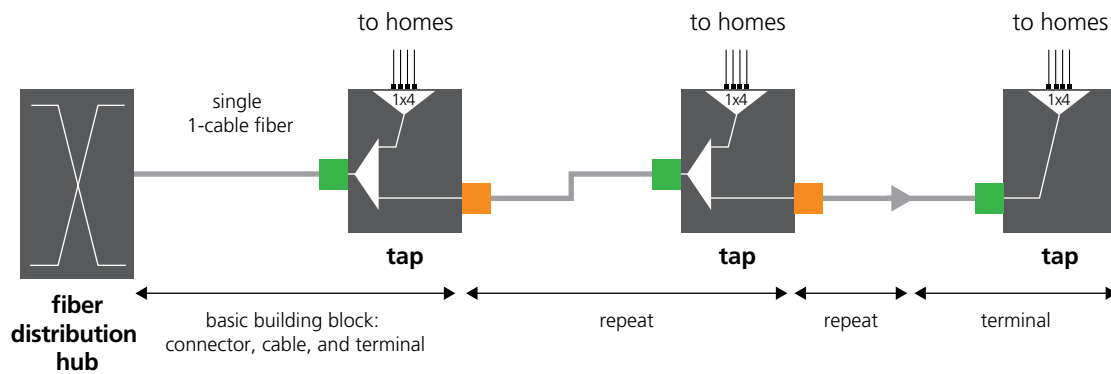 to homes
to homes
to homes
1x4
1x4
1x4
single
1-cable fiber
tap
tap
tap
fiber
distribution
hub
basic building block:
connector, cable, and terminal
repeat
repeat
terminal